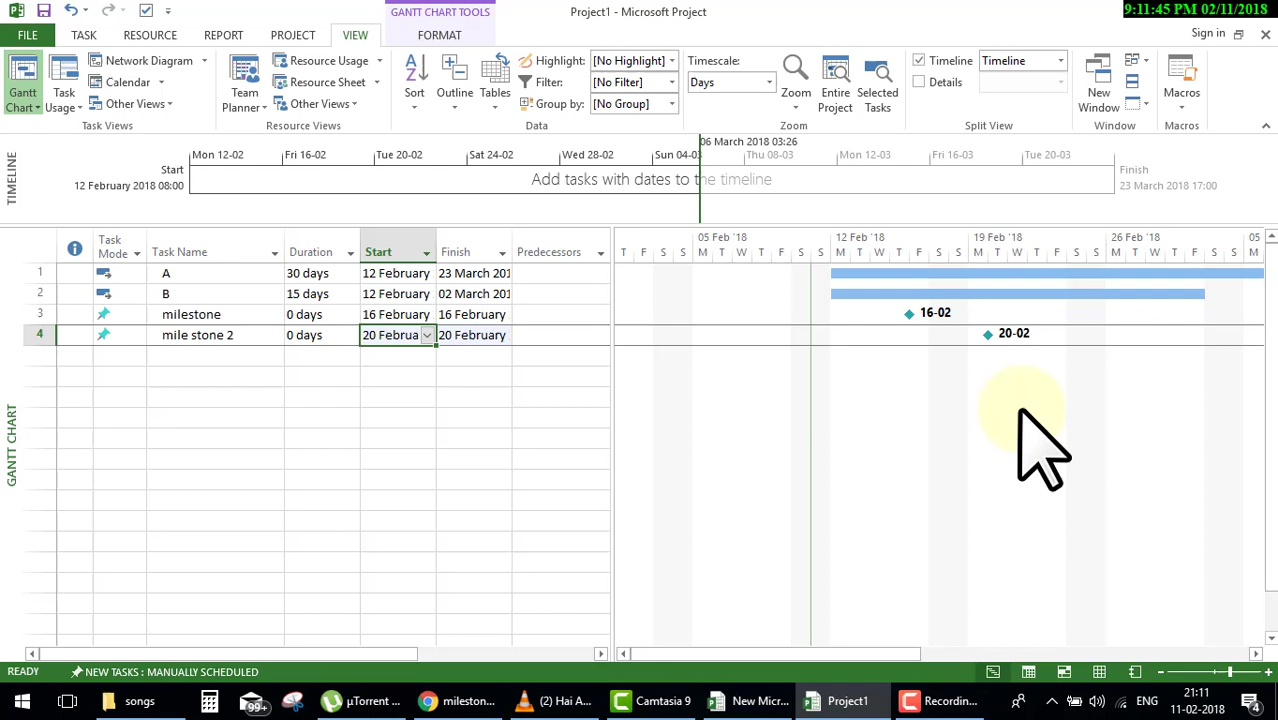 GANTT CHART TOOLS
Project1 - Microsoft Project
9:11:45 PM 02/11/2018
FILE TASK RESOURCE REPORT PROJECT VIEW FORMAT Sign in
Gantt Chart
Task Usage
Network Diagram
Calendar
Other Views
Task Views
Team Planner
Resource Usage
Resource Sheet
Other Views
Resource Views
Sort
Outline
Tables
Highlight: [No Highlight]
Filter: [No Filter]
Group by: [No Group]
Data
Timescale:
Days
Zoom
Entire Project
Selected Tasks
Zoom
Timeline Timeline
Details
Split View
New Window
Window
Macros
Macros
TIMELINE
06 March 2018 03:26
Mon 12-02 Fri 16-02 Tue 20-02 Sat 24-02 Wed 28-02 Sun 04-03 Thu 08-03 Mon 12-03 Fri 16-03 Tue 20-03
Start
12 February 2018 08:00
Add tasks with dates to the timeline
Finish
23 March 2018 17:00
GANTT CHART
Task Mode Task Name Duration Start Finish Predecessors
05 Feb '18 12 Feb '18 19 Feb '18 26 Feb '18 05
T F S S M T W T F S S M T W T F S S M T W T F S S M T W T F S S M
1 A 30 days 12 February 23 March 201
2 B 15 days 12 February 02 March 201
3 milestone 0 days 16 February 16 February 16-02
4 mile stone 2 0 days 20 Februa 20 February 20-02
READY NEW TASKS : MANUALLY SCHEDULED
songs
99+
µTorrent ...
mileston...
(2) Hai A...
Camtasia 9
New Micr...
Project1
Recordin...
ENG
21:11
11-02-2018
4